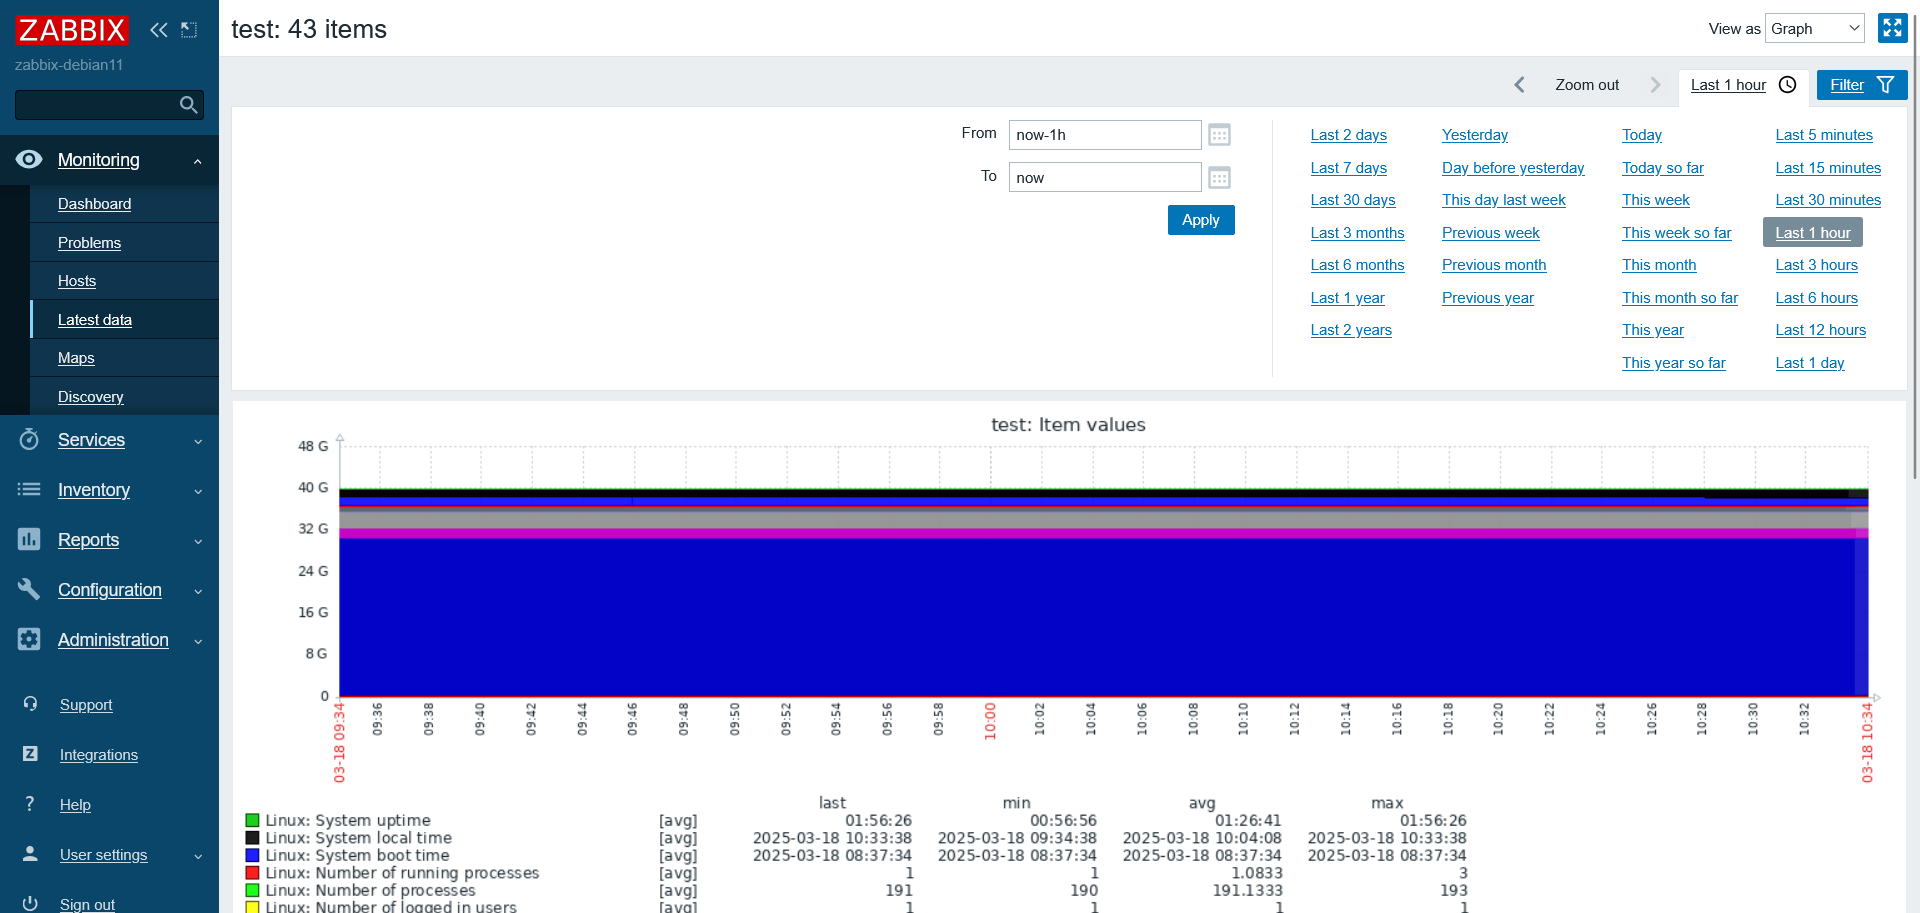 ZABBIX
zabbix-debian11
Monitoring
Dashboard
Problems
Hosts
Latest data
Maps
Discovery
Services
Inventory
Reports
Configuration
Administration
Support
Integrations
Help
User settings
Sign out
test: 43 items
View as Graph
Zoom out
Last 1 hour
Filter
From now-1h
To now
Apply
Last 2 days Yesterday Today Last 5 minutes
Last 7 days Day before yesterday Today so far Last 15 minutes
Last 30 days This day last week This week Last 30 minutes
Last 3 months Previous week This week so far Last 1 hour
Last 6 months Previous month This month Last 3 hours
Last 1 year Previous year This month so far Last 6 hours
Last 2 years This year Last 12 hours
This year so far Last 1 day
test: Item values
48 G
40 G
32 G
24 G
16 G
8 G
0
03-18 09:34 09:36 09:38 09:40 09:42 09:44 09:46 09:48 09:50 09:52 09:54 09:56 09:58 10:00 10:02 10:04 10:06 10:08 10:10 10:12 10:14 10:16 10:18 10:20 10:22 10:24 10:26 10:28 10:30 10:32 03-18 10:34
last min avg max
Linux: System uptime [avg] 01:56:26 00:56:56 01:26:41 01:56:26
Linux: System local time [avg] 2025-03-18 10:33:38 2025-03-18 09:34:38 2025-03-18 10:04:08 2025-03-18 10:33:38
Linux: System boot time [avg] 2025-03-18 08:37:34 2025-03-18 08:37:34 2025-03-18 08:37:34 2025-03-18 08:37:34
Linux: Number of running processes [avg] 1 1 1.0833 3
Linux: Number of processes [avg] 191 190 191.1333 193
Linux: Number of logged in users [avg] 1 1 1 1